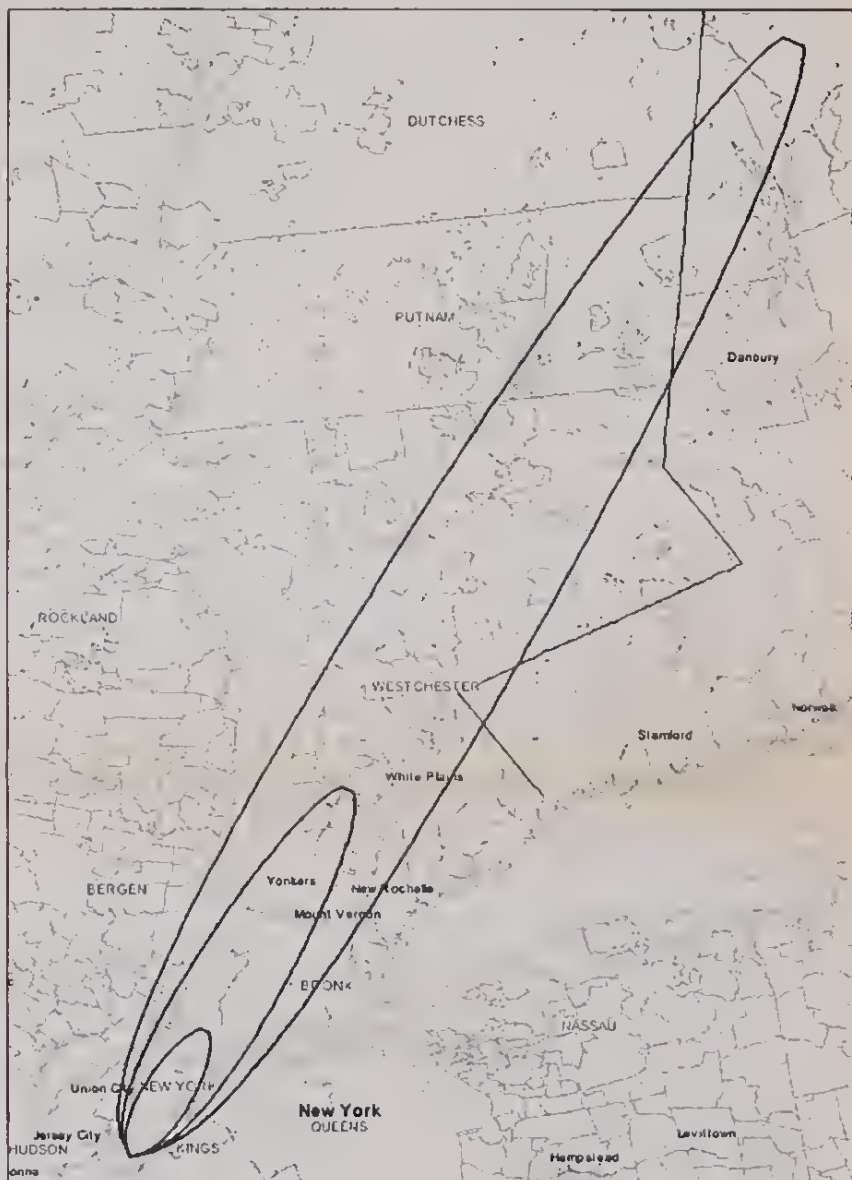 DUTCHESS
PUTNAM
Danbury
ROCKLAND
WESTCHESTER
Norwalk
Stamford
White Plains
BERGEN
Yonkers
New Rochelle
Mount Vernon
BRONX
NASSAU
Union City
NEW YORK
New York
QUEENS
Jersey City
HUDSON
KINGS
Levittown
Hempstead
onne